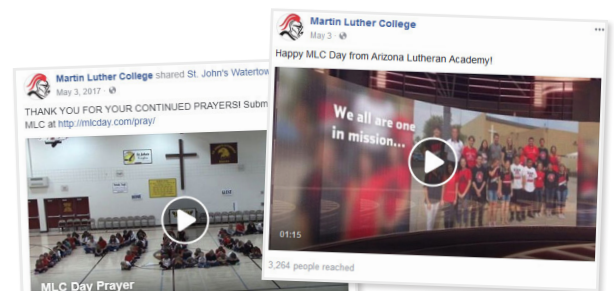 Martin Luther College
May 3 ·
Happy MLC Day from Arizona Lutheran Academy!
We all are one
in mission...
01:15
3,264 people reached
Martin Luther College shared St. John's Watertow
May 3, 2017 ·
THANK YOU FOR YOUR CONTINUED PRAYERS! Subm
MLC at http://mlcday.com/pray/
MLC Day Prayer